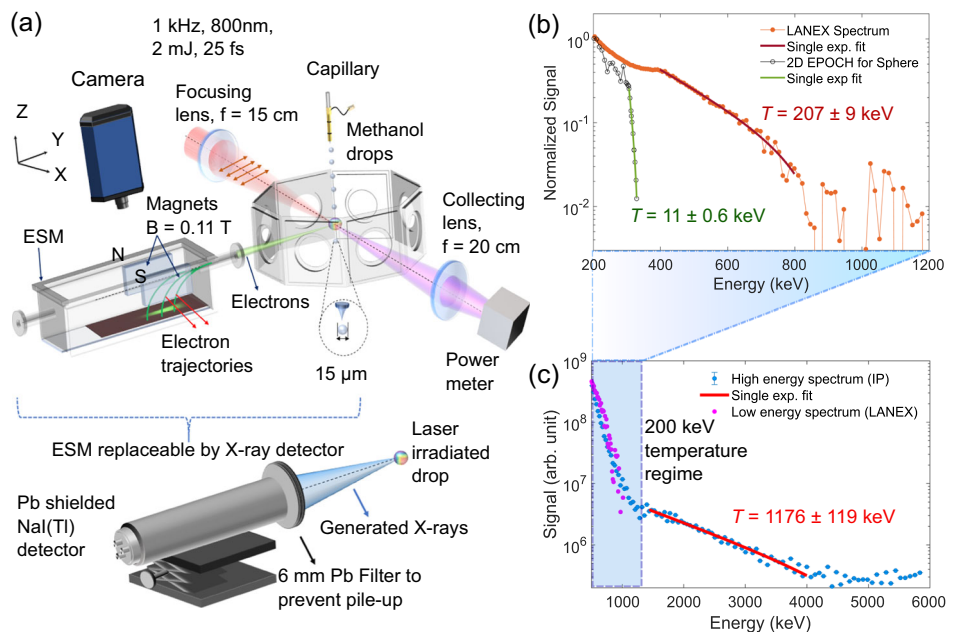 (a)
1 kHz, 800nm,
2 mJ, 25 fs
Camera
Capillary
Focusing
lens, f = 15 cm
Methanol
drops
Z
Y
X
Magnets
B = 0.11 T
Collecting
lens,
f = 20 cm
ESM
N
S
Electrons
Electron
trajectories
15 µm
Power
meter
ESM replaceable by X-ray detector
Laser
irradiated
drop
Pb shielded
NaI(Tl)
detector
Generated X-rays
6 mm Pb Filter to
prevent pile-up
(b)
LANEX Spectrum
Single exp. fit
2D EPOCH for Sphere
Single exp fit
T = 207 ± 9 keV
T = 11 ± 0.6 keV
Normalized Signal
10⁰
10⁻¹
10⁻²
200 400 600 800 1000 1200
Energy (keV)
(c)
High energy spectrum (IP)
Single exp. fit
Low energy spectrum (LANEX)
200 keV
temperature
regime
T = 1176 ± 119 keV
Signal (arb. unit)
10⁹
10⁸
10⁷
10⁶
1000 2000 3000 4000 5000 6000
Energy (keV)